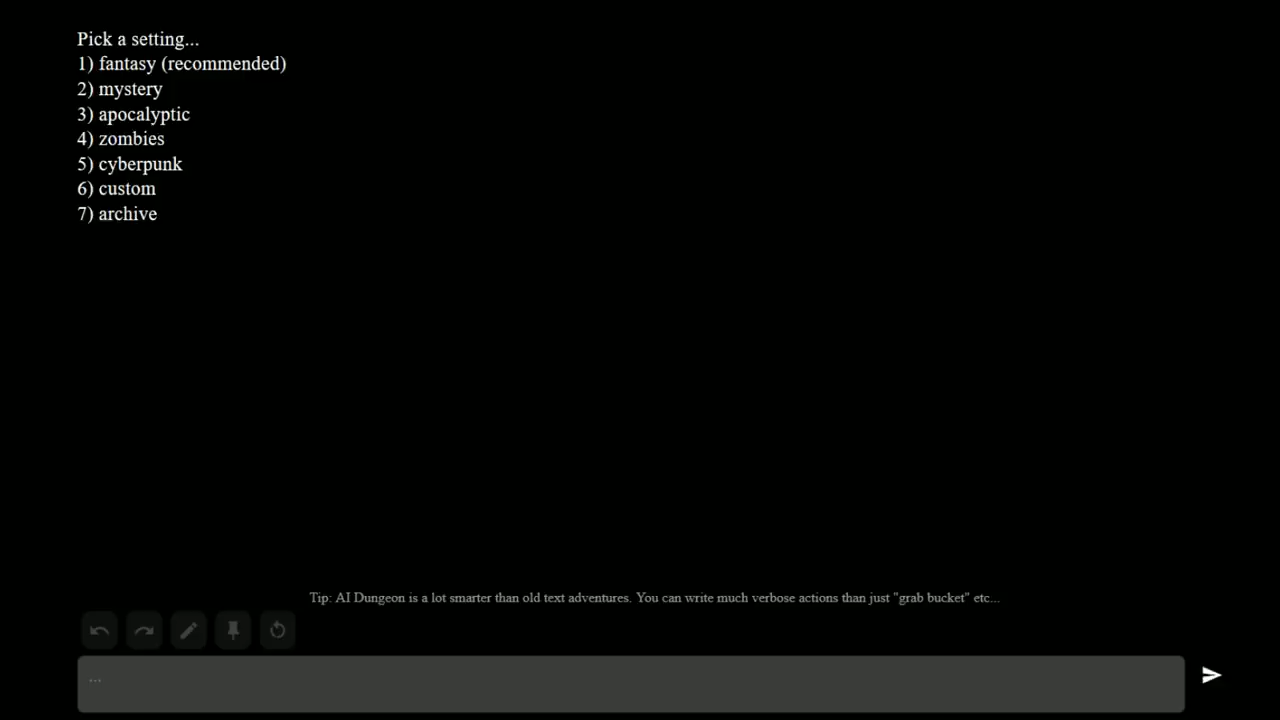 Pick a setting...
1) fantasy (recommended)
2) mystery
3) apocalyptic
4) zombies
5) cyberpunk
6) custom
7) archive
Tip: AI Dungeon is a lot smarter than old text adventures. You can write much verbose actions than just "grab bucket" etc...
...